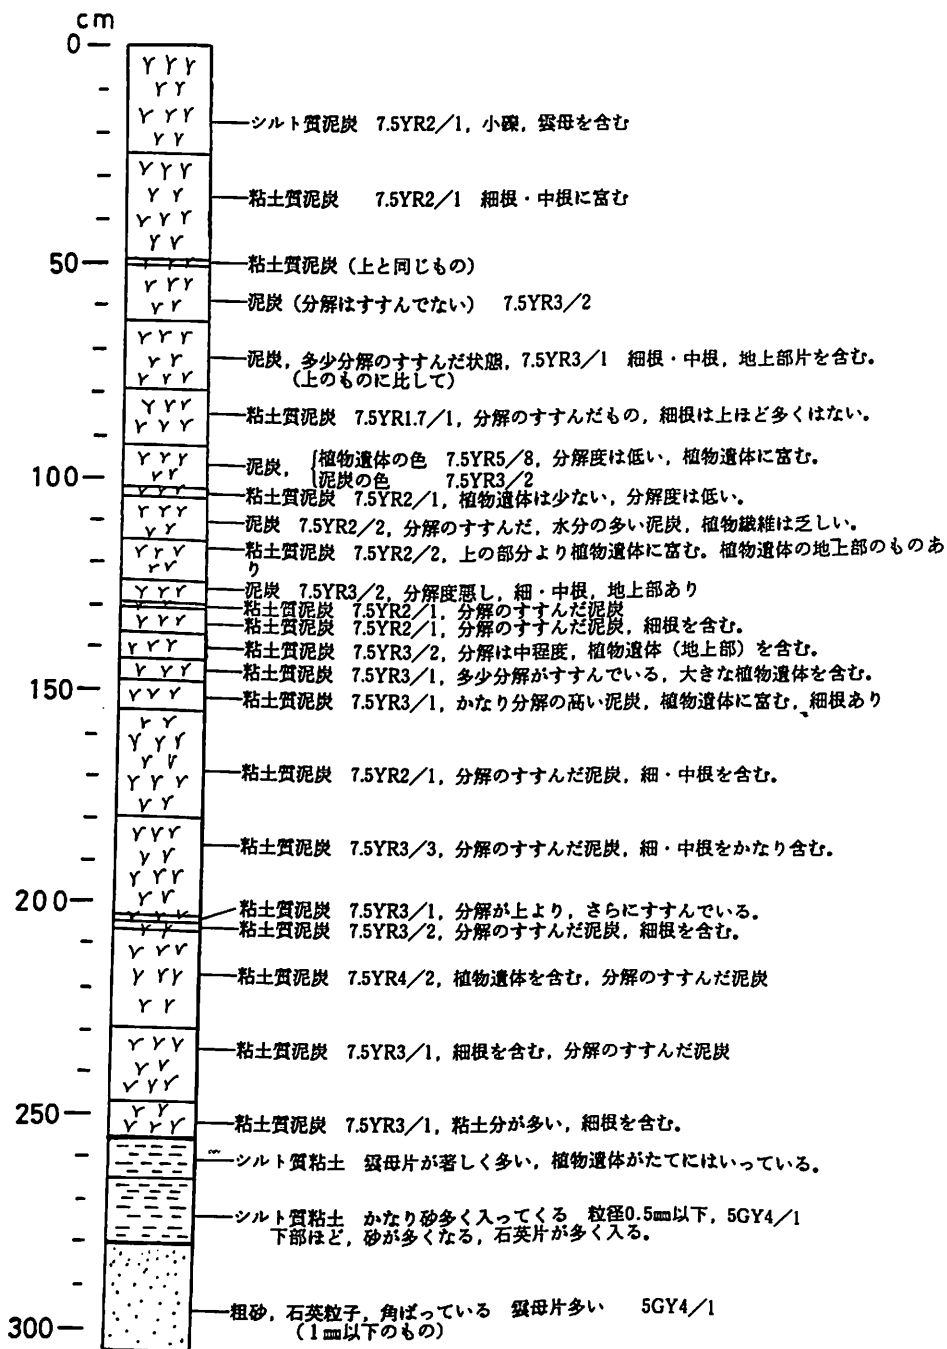 cm
0
シルト質泥炭 7.5YR2/1, 小礫, 雲母を含む
粘土質泥炭 7.5YR2/1 細根・中根に富む
50
粘土質泥炭 (上と同じもの)
泥炭 (分解はすすんでない) 7.5YR3/2
泥炭, 多少分解のすすんだ状態, 7.5YR3/1 細根・中根, 地上部片を含む。
(上のものに比して)
粘土質泥炭 7.5YR1.7/1, 分解のすすんだもの, 細根は上ほど多くはない。
泥炭, {植物遺体の色 7.5YR5/8, 分解度は低い, 植物遺体に富む。
泥炭の色 7.5YR3/2
100
粘土質泥炭 7.5YR2/1, 植物遺体は少ない, 分解度は低い。
泥炭 7.5YR2/2, 分解のすすんだ, 水分の多い泥炭, 植物繊維は乏しい。
粘土質泥炭 7.5YR2/2, 上の部分より植物遺体に富む。植物遺体の地上部のものあ
り
泥炭 7.5YR3/2, 分解度悪し, 細・中根, 地上部あり
粘土質泥炭 7.5YR2/1, 分解のすすんだ泥炭
粘土質泥炭 7.5YR2/1, 分解のすすんだ泥炭, 細根を含む。
粘土質泥炭 7.5YR3/2, 分解は中程度, 植物遺体 (地上部) を含む。
粘土質泥炭 7.5YR3/1, 多少分解がすすんでいる, 大きな植物遺体を含む。
150
粘土質泥炭 7.5YR3/1, かなり分解の高い泥炭, 植物遺体に富む, 細根あり
粘土質泥炭 7.5YR2/1, 分解のすすんだ泥炭, 細・中根を含む。
粘土質泥炭 7.5YR3/3, 分解のすすんだ泥炭, 細・中根をかなり含む。
200
粘土質泥炭 7.5YR3/1, 分解が上より, さらにすすんでいる。
粘土質泥炭 7.5YR3/2, 分解のすすんだ泥炭, 細根を含む。
粘土質泥炭 7.5YR4/2, 植物遺体を含む, 分解のすすんだ泥炭
粘土質泥炭 7.5YR3/1, 細根を含む, 分解のすすんだ泥炭
250
粘土質泥炭 7.5YR3/1, 粘土分が多い, 細根を含む。
シルト質粘土 雲母片が著しく多い, 植物遺体がたてにはいっている。
シルト質粘土 かなり砂多く入ってくる 粒径0.5㎜以下, 5GY4/1
下部ほど, 砂が多くなる, 石英片が多く入る。
粗砂, 石英粒子, 角ばっている 雲母片多い 5GY4/1
(1㎜以下のもの)
300